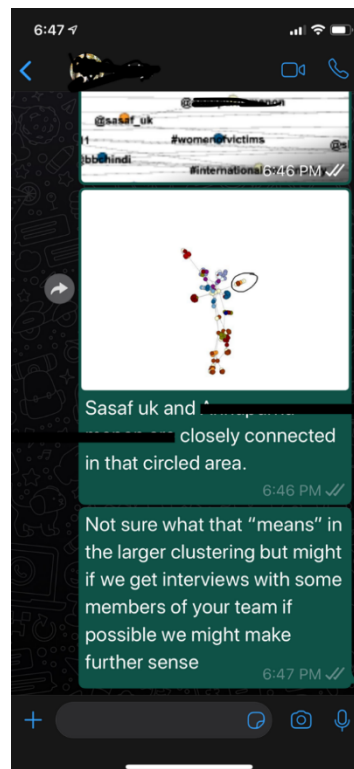 6:47
@sasaf_uk
#womenofvictims
@s
bbchindi
#international
6:46 PM
Sasaf uk and
closely connected
in that circled area.
6:46 PM
Not sure what that “means” in
the larger clustering but might
if we get interviews with some
members of your team if
possible we might make
further sense
6:47 PM